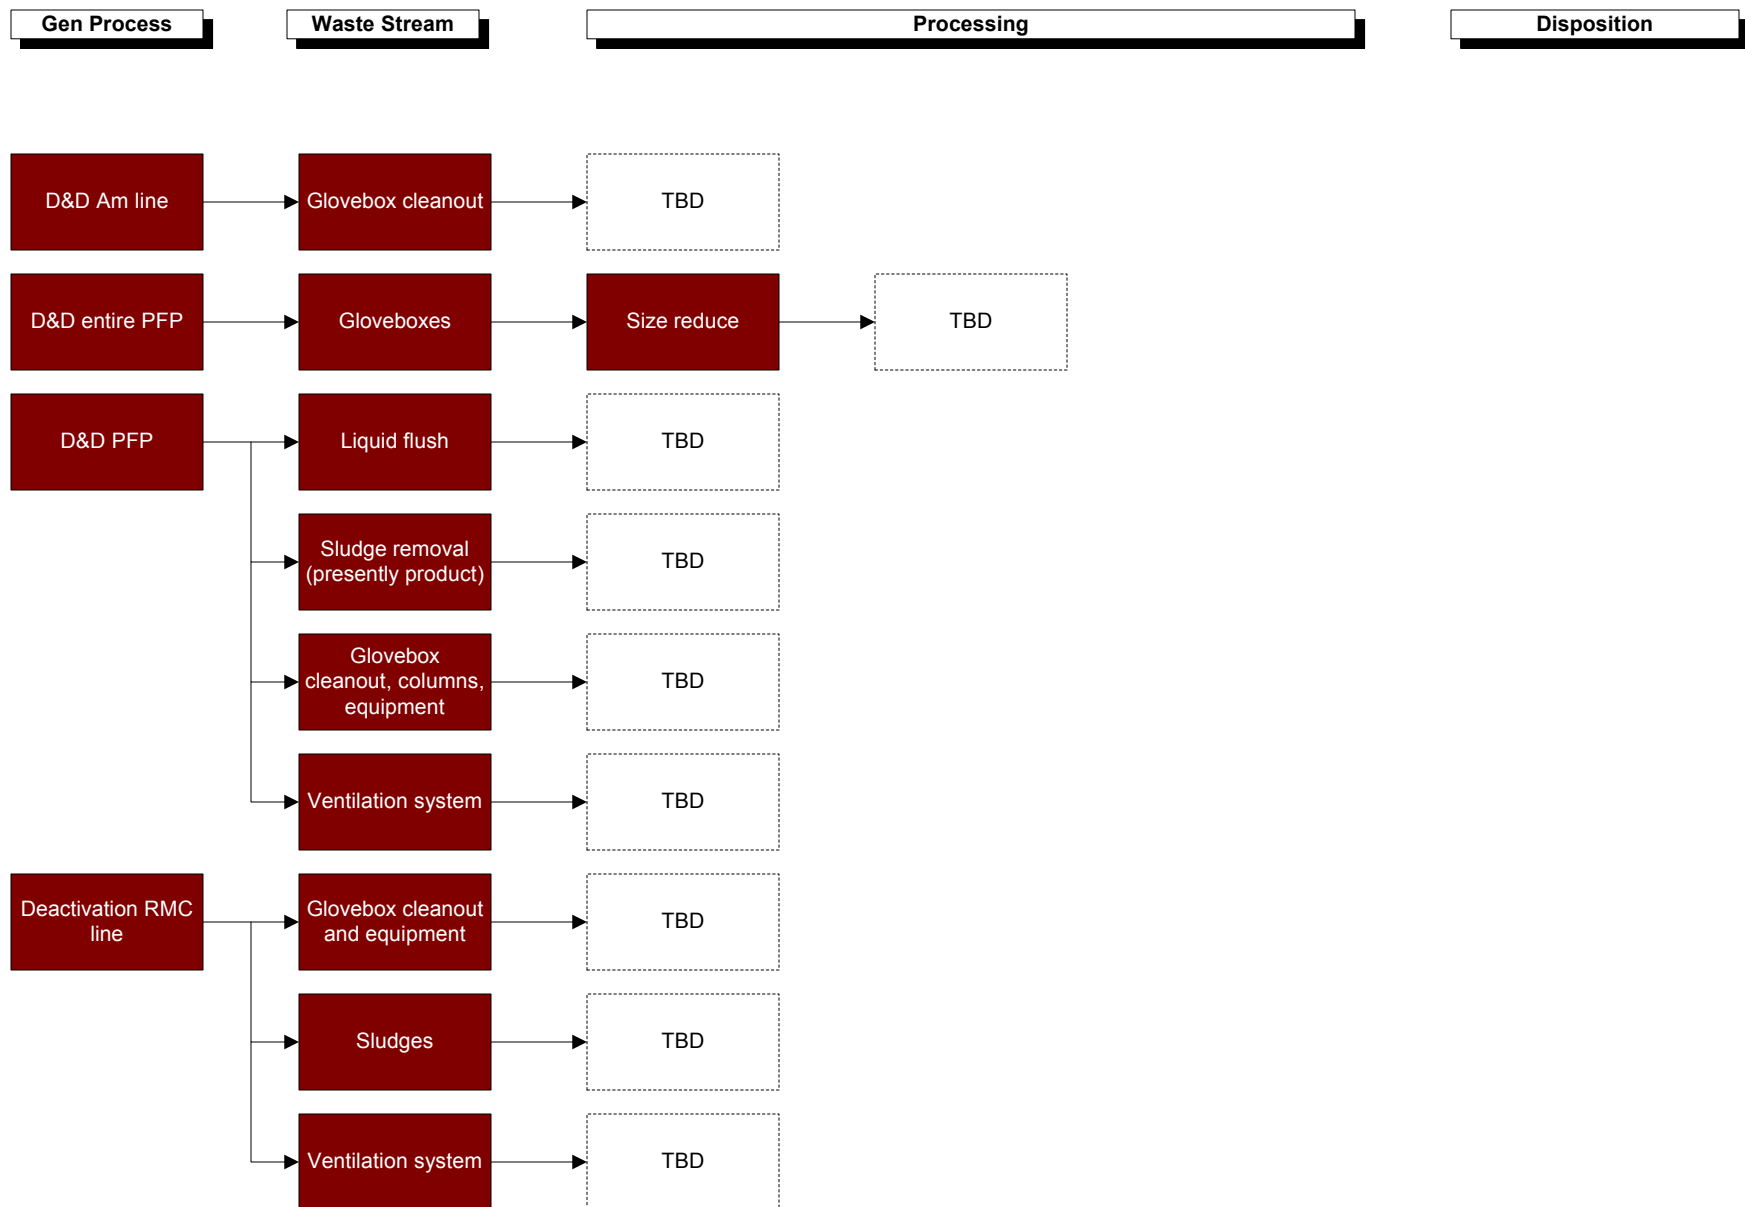 Gen Process
Waste Stream
Processing
Disposition
D&D Am line
Glovebox cleanout
TBD
D&D entire PFP
Gloveboxes
Size reduce
TBD
D&D PFP
Liquid flush
TBD
Sludge removal
(presently product)
TBD
Glovebox
cleanout, columns,
equipment
TBD
Ventilation system
TBD
Deactivation RMC
line
Glovebox cleanout
and equipment
TBD
Sludges
TBD
Ventilation system
TBD